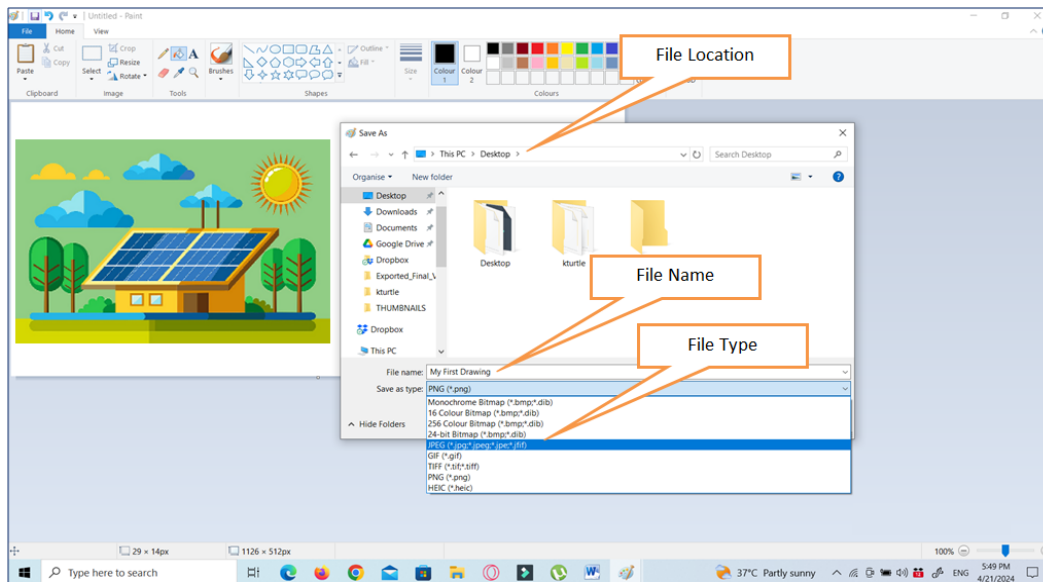 Untitled - Paint
File Home View
Cut
Copy
Paste
Clipboard
Crop
Resize
Rotate
Select
Image
Tools
Brushes
Shapes
Outline
Fill
Size
Colour 1
Colour 2
Colours
File Location
Save As
This PC > Desktop >
Search Desktop
Organise New folder
Desktop
Downloads
Documents
Google Drive
Dropbox
Exported_Final_V
kturtle
THUMBNAILS
Dropbox
This PC
Desktop
kturtle
File Name
File Type
File name: My First Drawing
Save as type: PNG (*.png)
Monochrome Bitmap (*.bmp;*.dib)
16 Colour Bitmap (*.bmp;*.dib)
256 Colour Bitmap (*.bmp;*.dib)
24-bit Bitmap (*.bmp;*.dib)
JPEG (*.jpg;*.jpeg;*.jpe;*.jfif)
GIF (*.gif)
TIFF (*.tif;*.tiff)
PNG (*.png)
HEIC (*.heic)
Hide Folders
29 × 14px
1126 × 512px
100%
Type here to search
37°C Partly sunny
ENG
5:49 PM
4/21/2024